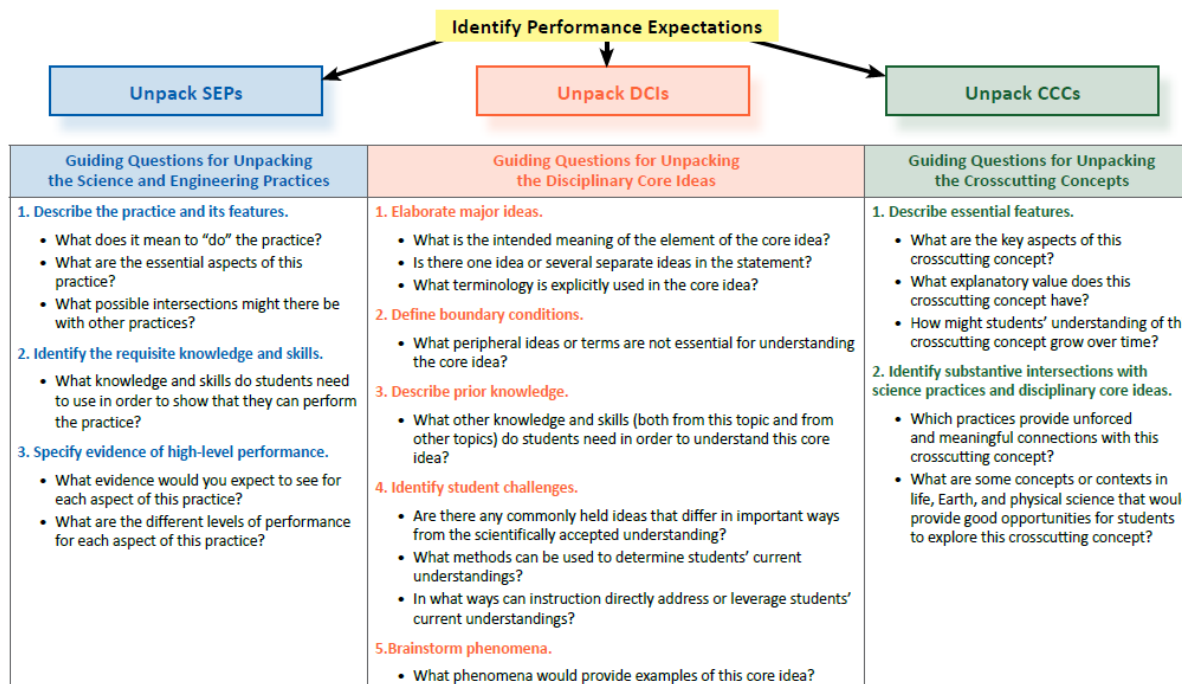 Identify Performance Expectations
Unpack SEPs
Unpack DCIs
Unpack CCCs
Guiding Questions for Unpacking
the Science and Engineering Practices
1. Describe the practice and its features.
• What does it mean to “do” the practice?
• What are the essential aspects of this
practice?
• What possible intersections might there be
with other practices?
2. Identify the requisite knowledge and skills.
• What knowledge and skills do students need
to use in order to show that they can perform
the practice?
3. Specify evidence of high-level performance.
• What evidence would you expect to see for
each aspect of this practice?
• What are the different levels of performance
for each aspect of this practice?
Guiding Questions for Unpacking
the Disciplinary Core Ideas
1. Elaborate major ideas.
• What is the intended meaning of the element of the core idea?
• Is there one idea or several separate ideas in the statement?
• What terminology is explicitly used in the core idea?
2. Define boundary conditions.
• What peripheral ideas or terms are not essential for understanding
the core idea?
3. Describe prior knowledge.
• What other knowledge and skills (both from this topic and from
other topics) do students need in order to understand this core
idea?
4. Identify student challenges.
• Are there any commonly held ideas that differ in important ways
from the scientifically accepted understanding?
• What methods can be used to determine students’ current
understandings?
• In what ways can instruction directly address or leverage students’
current understandings?
5.Brainstorm phenomena.
• What phenomena would provide examples of this core idea?
Guiding Questions for Unpacking
the Crosscutting Concepts
1. Describe essential features.
• What are the key aspects of this
crosscutting concept?
• What explanatory value does this
crosscutting concept have?
• How might students’ understanding of th
crosscutting concept grow over time?
2. Identify substantive intersections with
science practices and disciplinary core ideas.
• Which practices provide unforced
and meaningful connections with this
crosscutting concept?
• What are some concepts or contexts in
life, Earth, and physical science that woul
provide good opportunities for students
to explore this crosscutting concept?